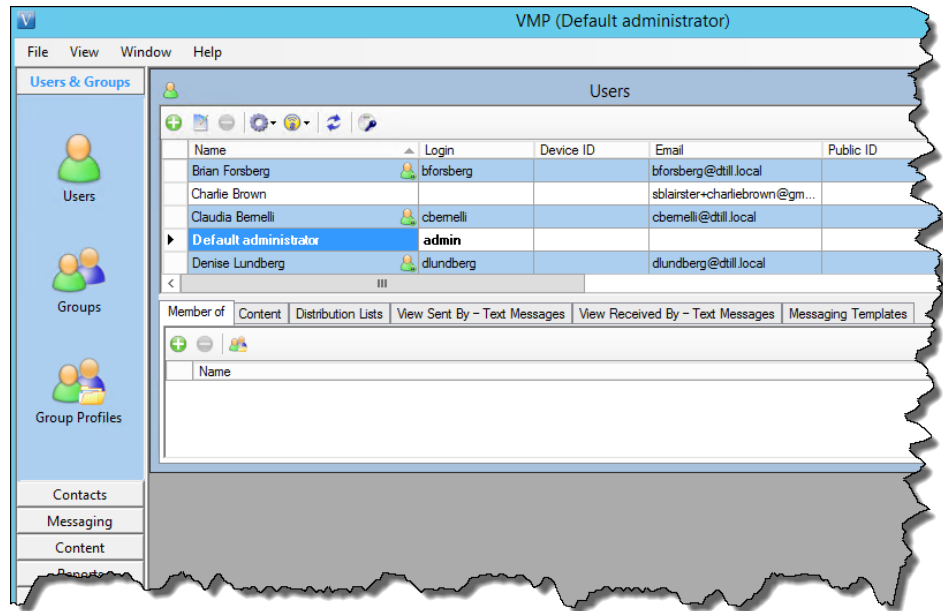 V VMP (Default administrator)
File View Window Help
Users & Groups
Users
Groups
Group Profiles
Contacts
Messaging
Content
Reports
Users
Name Login Device ID Email Public ID
Brian Forsberg bforsberg bforsberg@dtill.local
Charlie Brown sblairster+charliebrown@gm...
Claudia Bernelli cbernelli cbernelli@dtill.local
Default administrator admin
Denise Lundberg dlundberg dlundberg@dtill.local
Member of Content Distribution Lists View Sent By – Text Messages View Received By – Text Messages Messaging Templates
Name